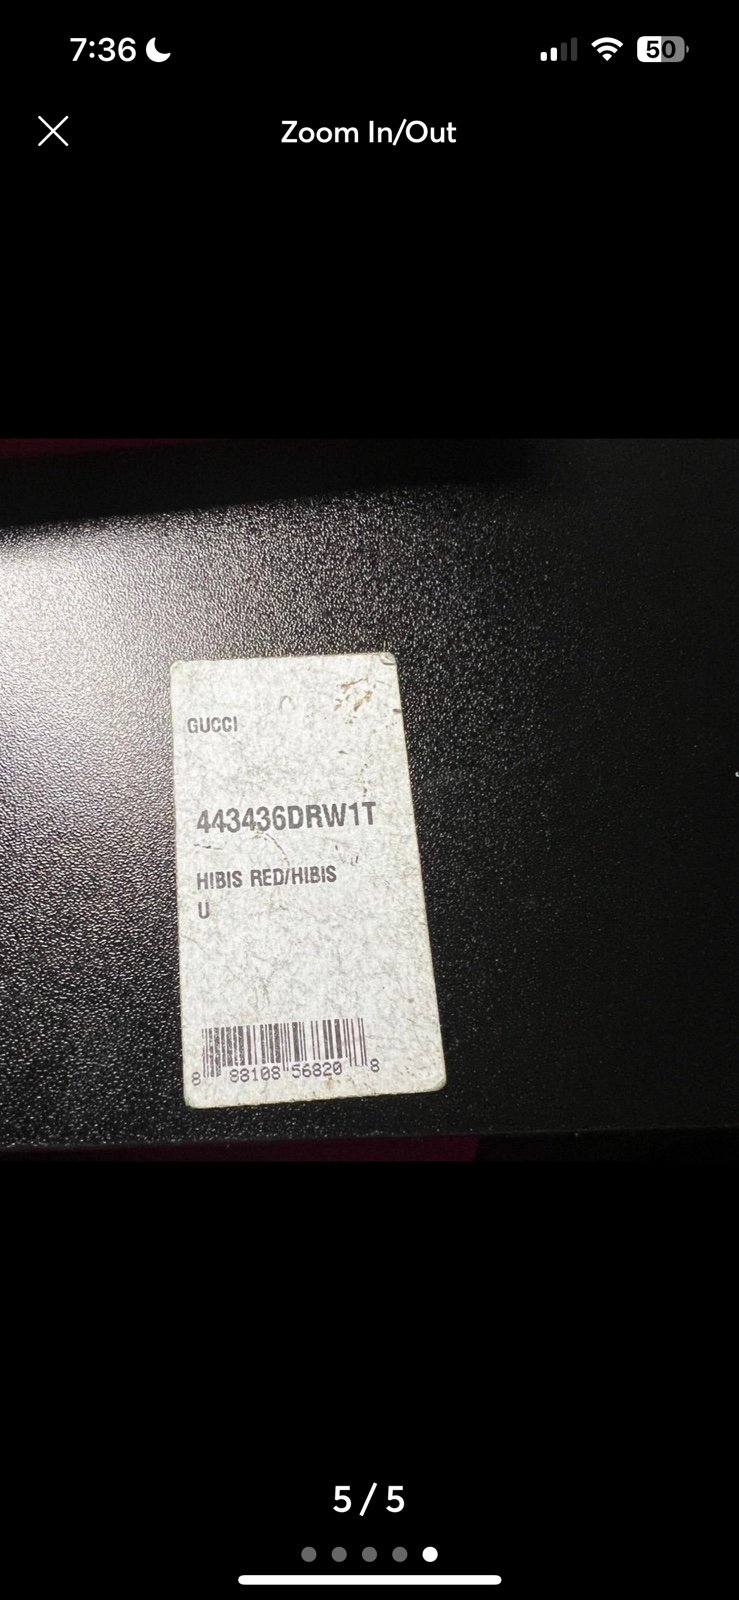 7:36
50
Zoom In/Out
GUCCI
443436DRW1T
HIBIS RED/HIBIS
U
8 88108 56820 8
5 / 5